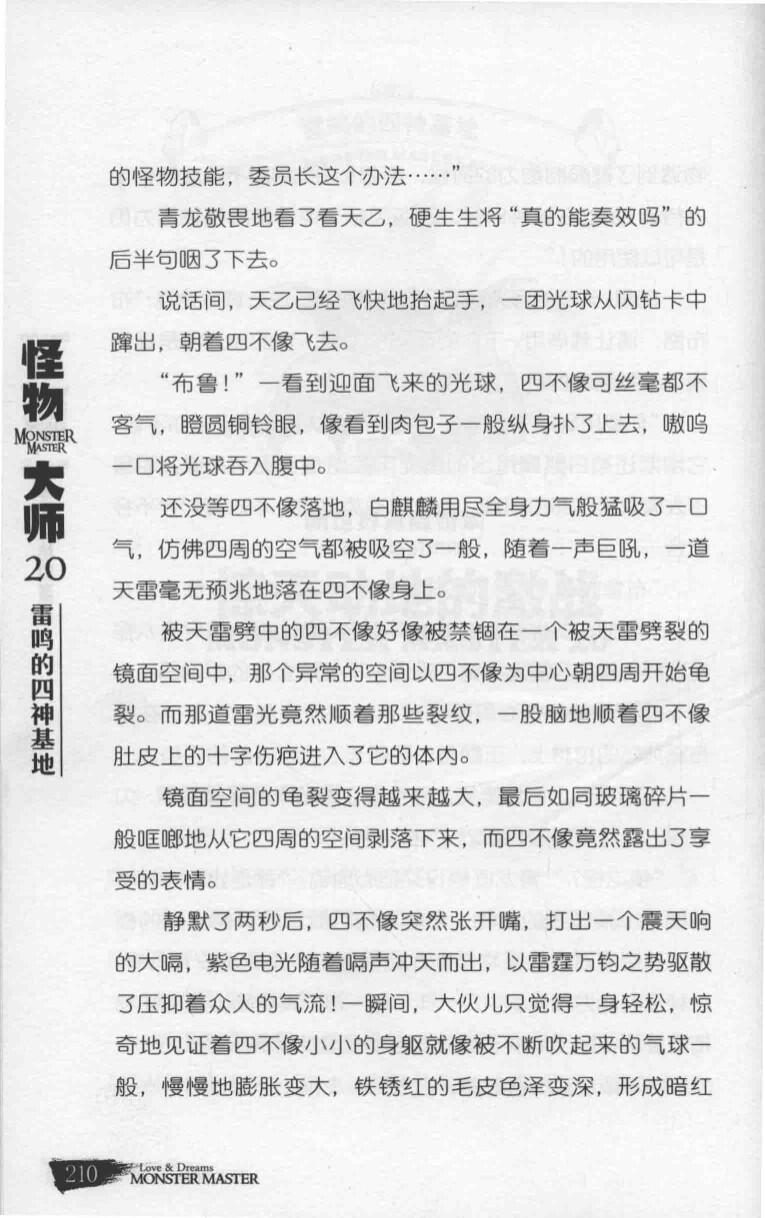 的怪物技能，委员长这个办法……”
青龙敬畏地看了看天乙，硬生生将“真的能奏效吗”的
后半句咽了下去。
说话间，天乙已经飞快地抬起手，一团光球从闪钻卡中
蹿出，朝着四不像飞去。
“布鲁！”一看到迎面飞来的光球，四不像可丝毫都不
客气，瞪圆铜铃眼，像看到肉包子一般纵身扑了上去，嗷呜
一口将光球吞入腹中。
还没等四不像落地，白麒麟用尽全身力气般猛吸了一口
气，仿佛四周的空气都被吸空了一般，随着一声巨吼，一道
天雷毫无预兆地落在四不像身上。
被天雷劈中的四不像好像被禁锢在一个被天雷劈裂的
镜面空间中，那个异常的空间以四不像为中心朝四周开始龟
裂。而那道雷光竟然顺着那些裂纹，一股脑地顺着四不像
肚皮上的十字伤疤进入了它的体内。
镜面空间的龟裂变得越来越大，最后如同玻璃碎片一
般哐啷地从它四周的空间剥落下来，而四不像竟然露出了享
受的表情。
静默了两秒后，四不像突然张开嘴，打出一个震天响
的大嗝，紫色电光随着嗝声冲天而出，以雷霆万钧之势驱散
了压抑着众人的气流！一瞬间，大伙儿只觉得一身轻松，惊
奇地见证着四不像小小的身躯就像被不断吹起来的气球一
般，慢慢地膨胀变大，铁锈红的毛皮色泽变深，形成暗红
怪物
MONSTER
MASTER
大师
20
雷鸣的四神基地
210
Love & Dreams
MONSTER MASTER